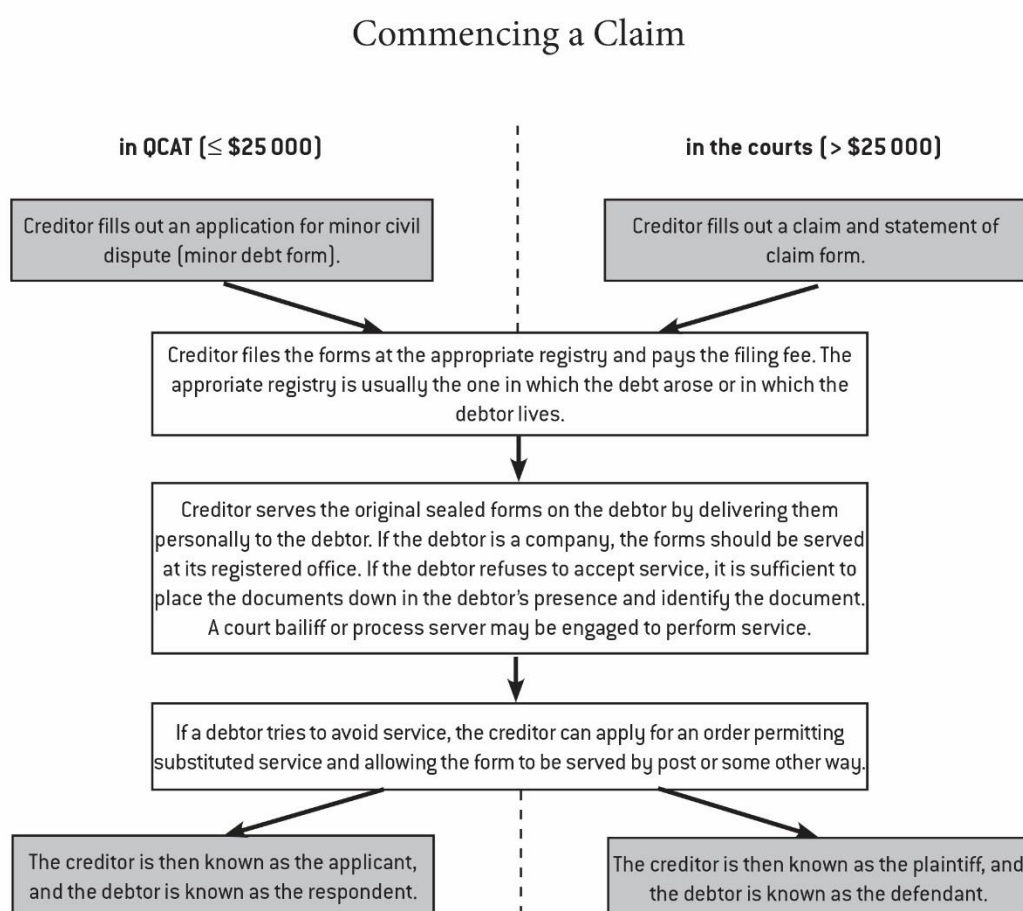 Commencing a Claim
in QCAT (≤ $25 000)
in the courts (> $25 000)
Creditor fills out an application for minor civil
dispute (minor debt form).
Creditor fills out a claim and statement of
claim form.
Creditor files the forms at the appropriate registry and pays the filing fee. The
approriate registry is usually the one in which the debt arose or in which the
debtor lives.
Creditor serves the original sealed forms on the debtor by delivering them
personally to the debtor. If the debtor is a company, the forms should be served
at its registered office. If the debtor refuses to accept service, it is sufficient to
place the documents down in the debtor's presence and identify the document.
A court bailiff or process server may be engaged to perform service.
If a debtor tries to avoid service, the creditor can apply for an order permitting
substituted service and allowing the form to be served by post or some other way.
The creditor is then known as the applicant,
and the debtor is known as the respondent.
The creditor is then known as the plaintiff, and
the debtor is known as the defendant.